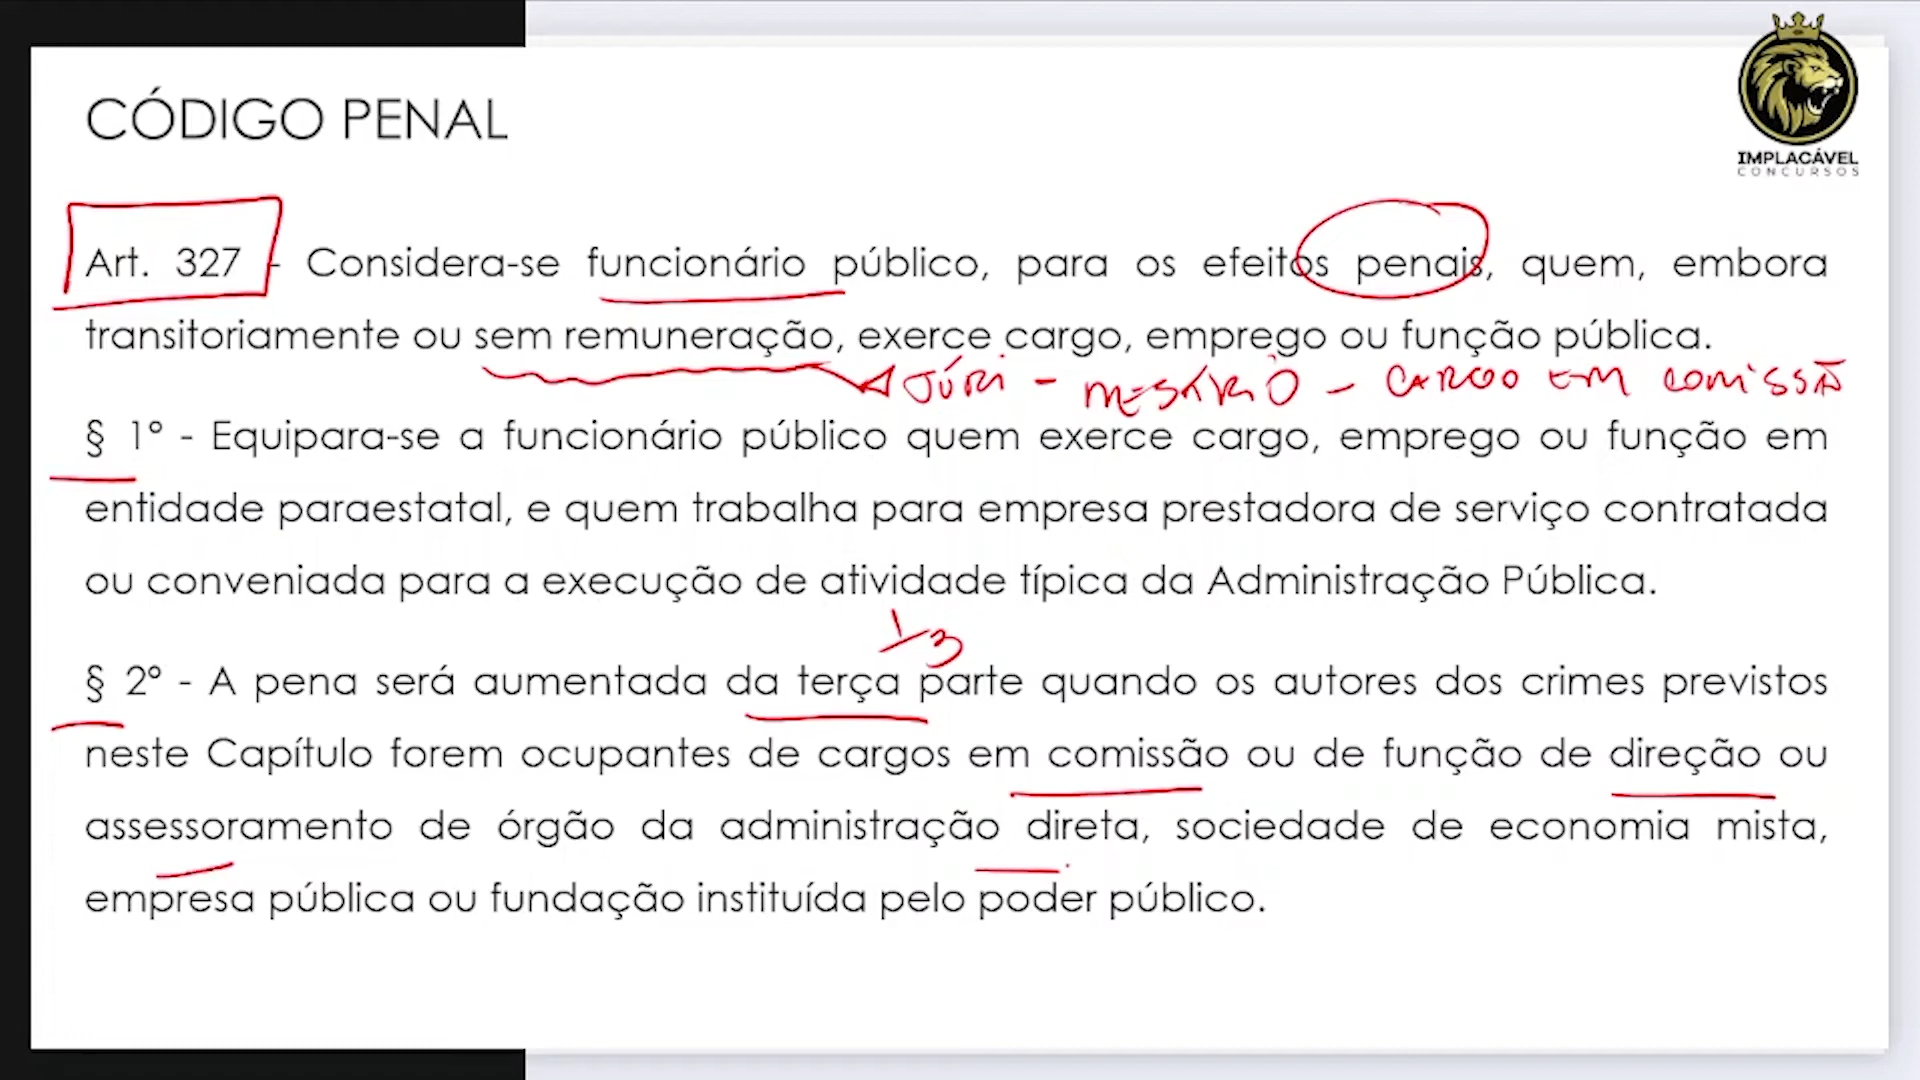 IMPLACÁVEL
CONCURSOS
CÓDIGO PENAL
Art. 327 - Considera-se funcionário público, para os efeitos penais, quem, embora
transitoriamente ou sem remuneração, exerce cargo, emprego ou função pública.
JÚRI - MESÁRIO - CARGO EM COMISSÃO
§ 1º - Equipara-se a funcionário público quem exerce cargo, emprego ou função em
entidade paraestatal, e quem trabalha para empresa prestadora de serviço contratada
ou conveniada para a execução de atividade típica da Administração Pública.
1/3
§ 2º - A pena será aumentada da terça parte quando os autores dos crimes previstos
neste Capítulo forem ocupantes de cargos em comissão ou de função de direção ou
assessoramento de órgão da administração direta, sociedade de economia mista,
empresa pública ou fundação instituída pelo poder público.